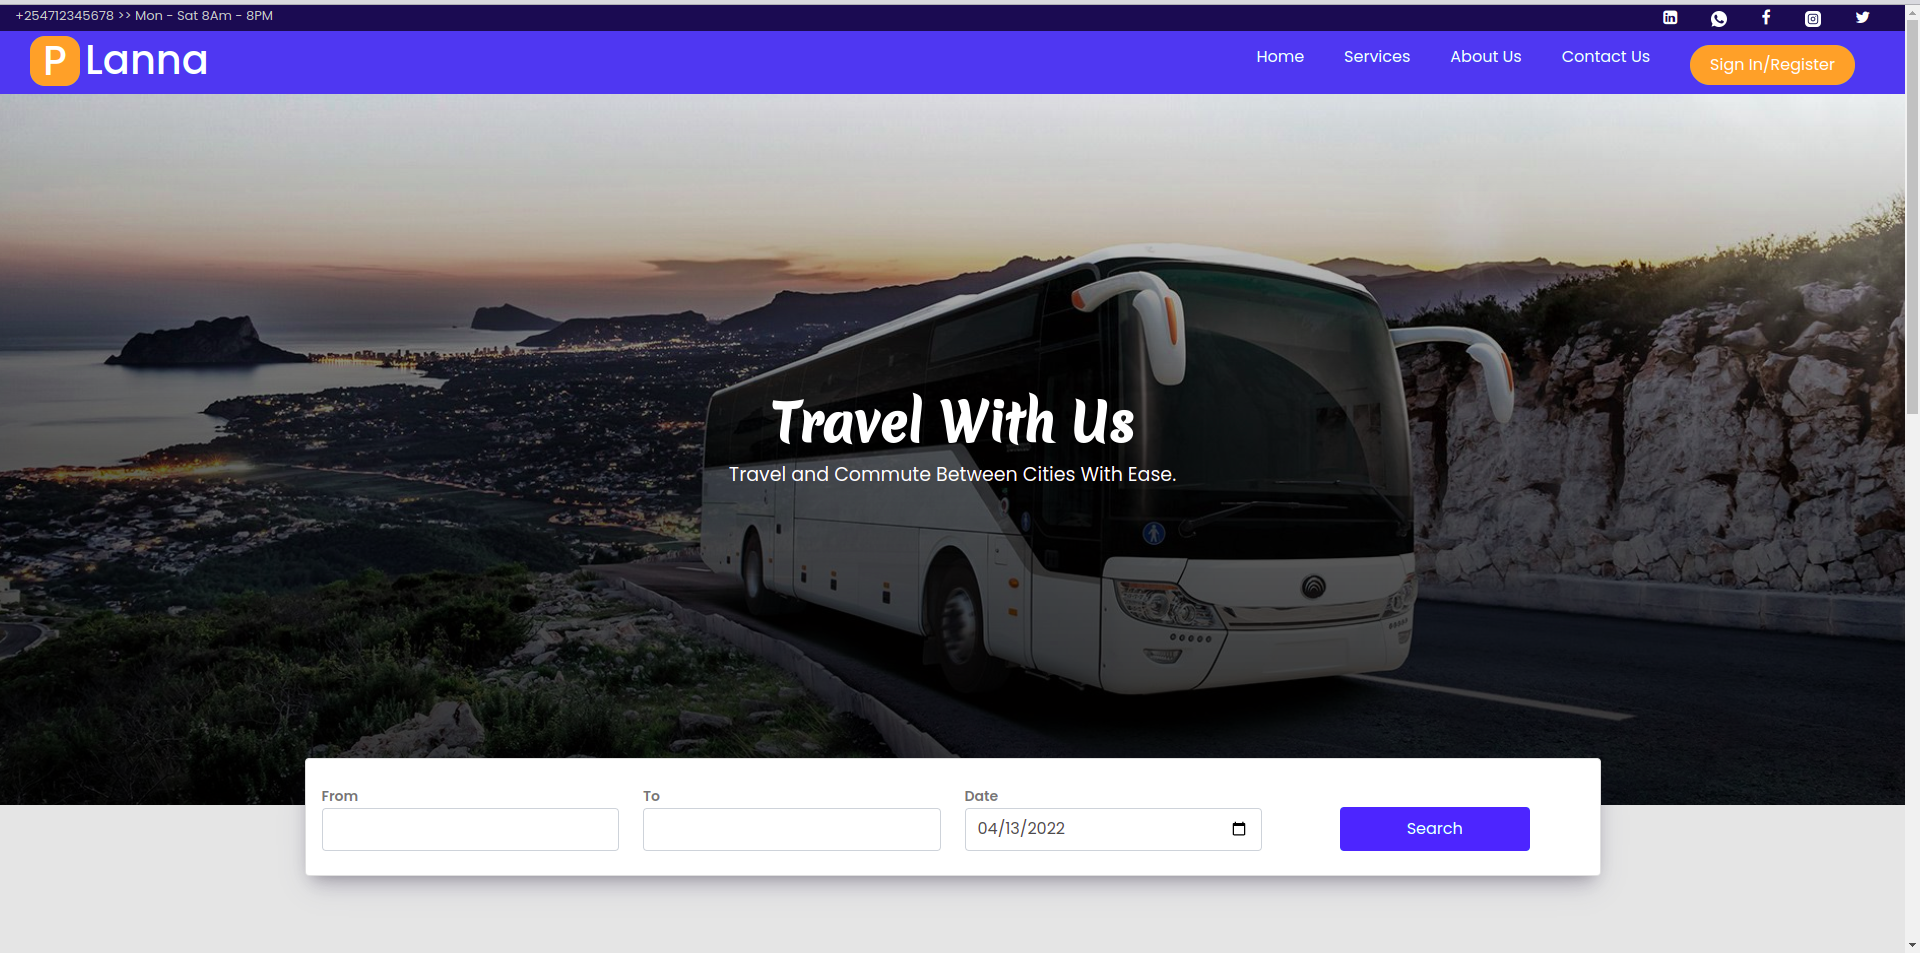 +254712345678 >> Mon - Sat 8Am - 8PM
P Lanna
Home Services About Us Contact Us Sign In/Register
Travel With Us
Travel and Commute Between Cities With Ease.
From To Date
04/13/2022 Search